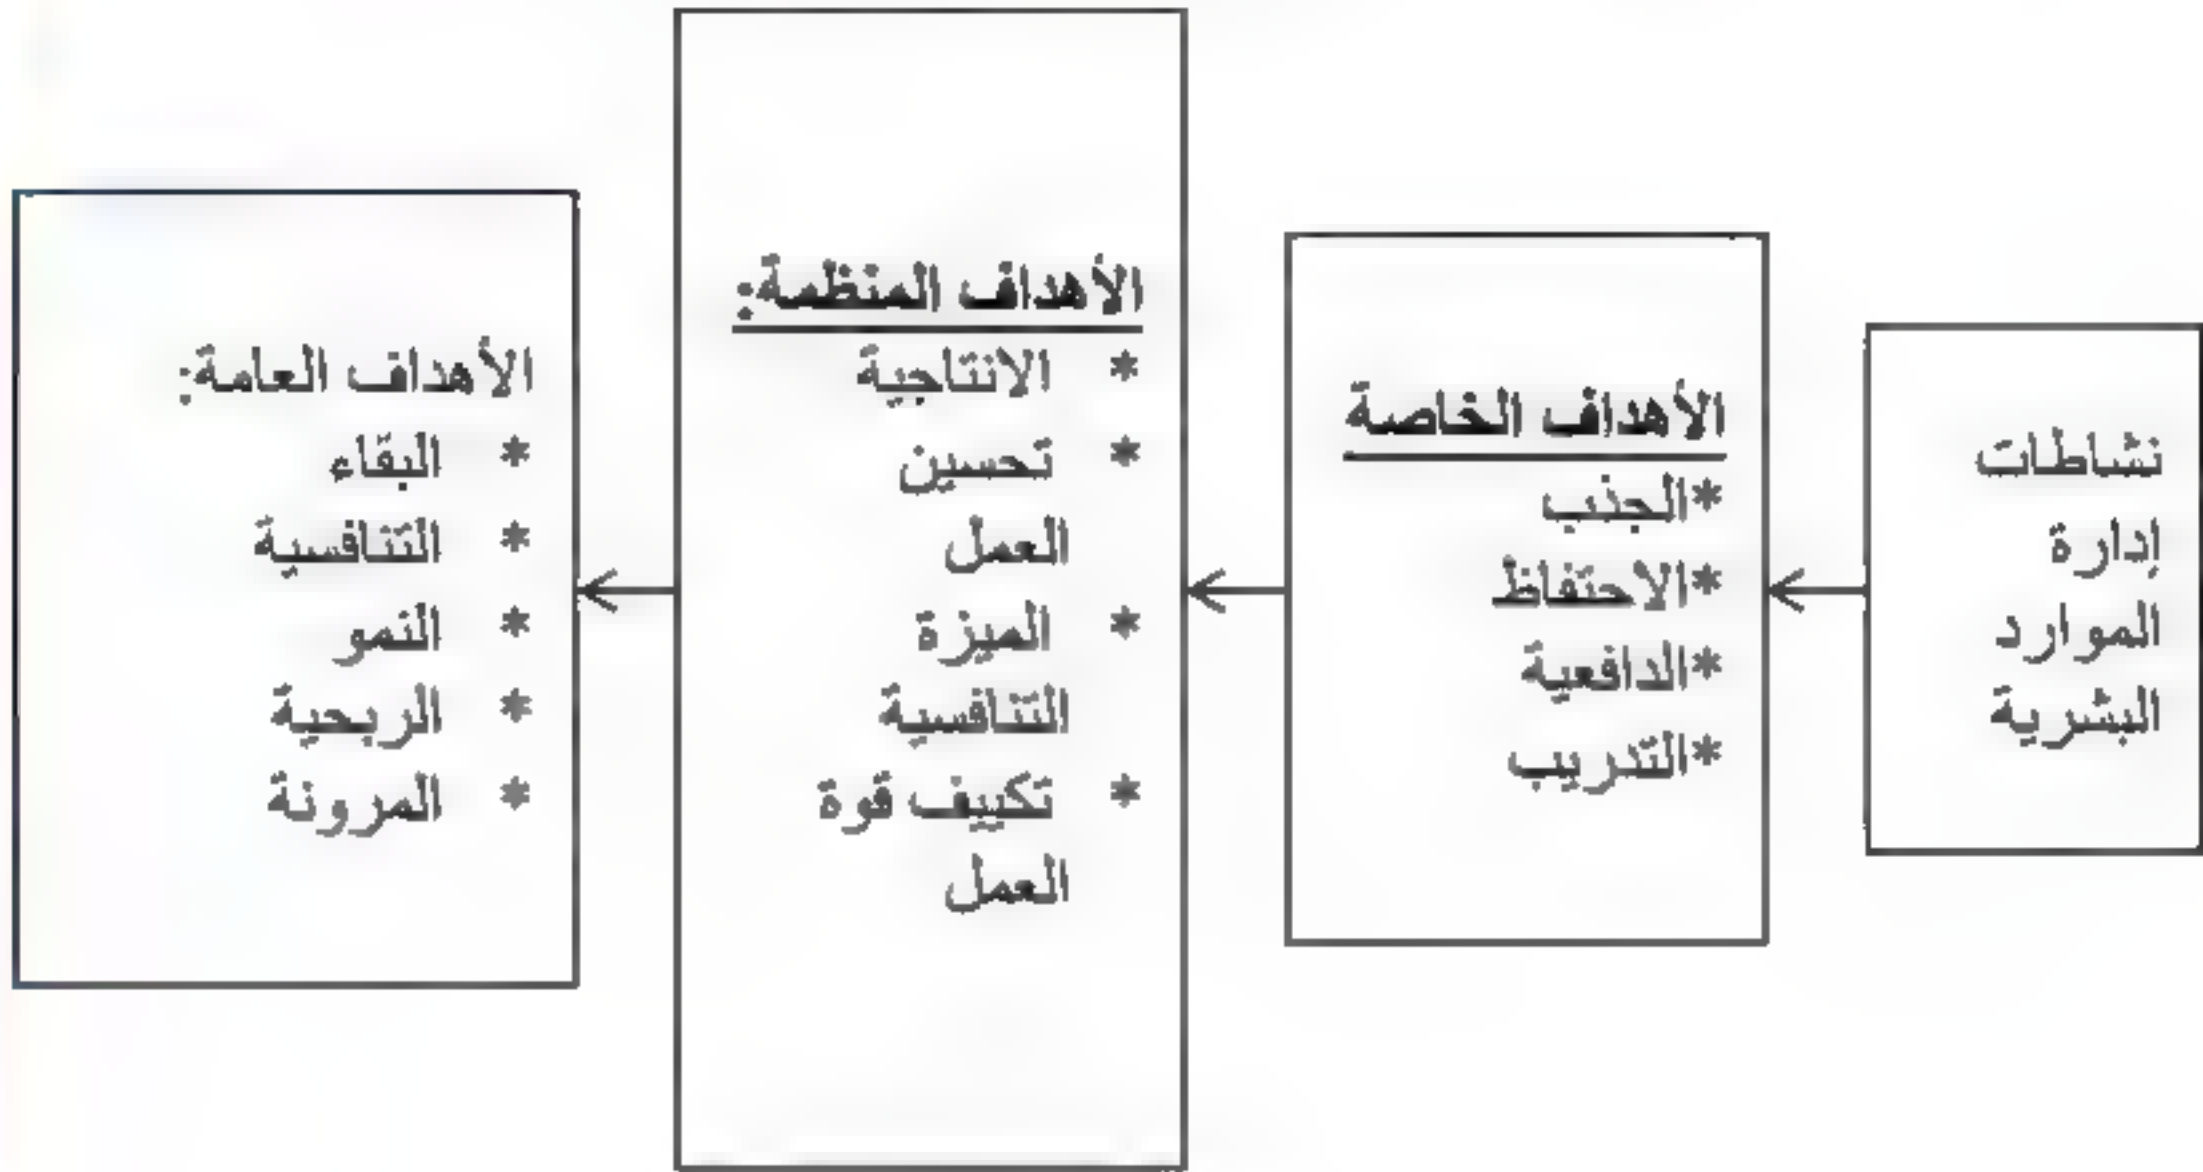 نشاطات
إدارة
الموارد
البشرية
الأهداف الخاصة
*الجذب
*الاحتفاظ
*الدافعية
*التدريب
الأهداف المنظمة:
* الانتاجية
* تحسين
العمل
* الميزة
التنافسية
* تكييف قوة
العمل
الأهداف العامة:
* البقاء
* التنافسية
* النمو
* الربحية
* المرونة